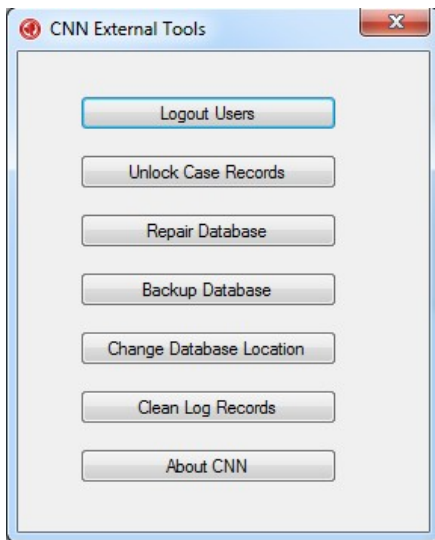 CNN External Tools
Logout Users
Unlock Case Records
Repair Database
Backup Database
Change Database Location
Clean Log Records
About CNN